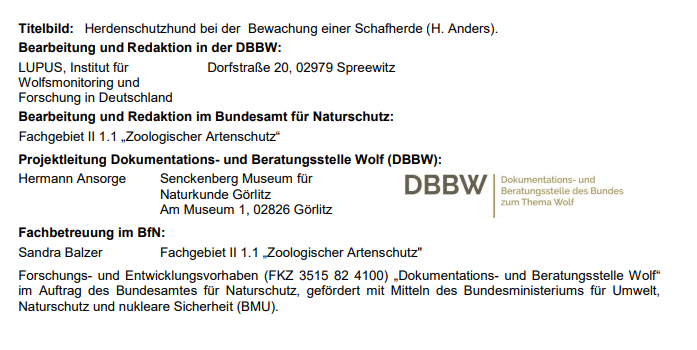 Titelbild: Herdenschutzhund bei der Bewachung einer Schafherde (H. Anders).
Bearbeitung und Redaktion in der DBBW:
LUPUS, Institut für Dorfstraße 20, 02979 Spreewitz
Wolfsmonitoring und
Forschung in Deutschland
Bearbeitung und Redaktion im Bundesamt für Naturschutz:
Fachgebiet II 1.1 „Zoologischer Artenschutz“
Projektleitung Dokumentations- und Beratungsstelle Wolf (DBBW):
Hermann Ansorge Senckenberg Museum für
Naturkunde Görlitz
Am Museum 1, 02826 Görlitz
DBBW
Dokumentations- und
Beratungsstelle des Bundes
zum Thema Wolf
Fachbetreuung im BfN:
Sandra Balzer Fachgebiet II 1.1 „Zoologischer Artenschutz"
Forschungs- und Entwicklungsvorhaben (FKZ 3515 82 4100) „Dokumentations- und Beratungsstelle Wolf“
im Auftrag des Bundesamtes für Naturschutz, gefördert mit Mitteln des Bundesministeriums für Umwelt,
Naturschutz und nukleare Sicherheit (BMU).